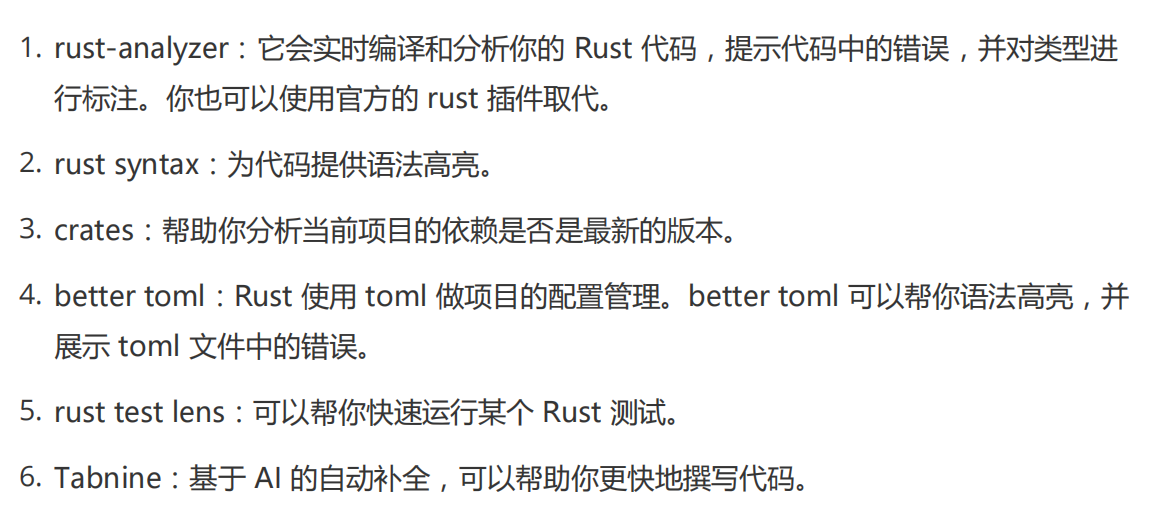 1. rust-analyzer：它会实时编译和分析你的 Rust 代码，提示代码中的错误，并对类型进
行标注。你也可以使用官方的 rust 插件取代。
2. rust syntax：为代码提供语法高亮。
3. crates：帮助你分析当前项目的依赖是否是最新的版本。
4. better toml：Rust 使用 toml 做项目的配置管理。better toml 可以帮你语法高亮，并
展示 toml 文件中的错误。
5. rust test lens：可以帮你快速运行某个 Rust 测试。
6. Tabnine：基于 AI 的自动补全，可以帮助你更快地撰写代码。